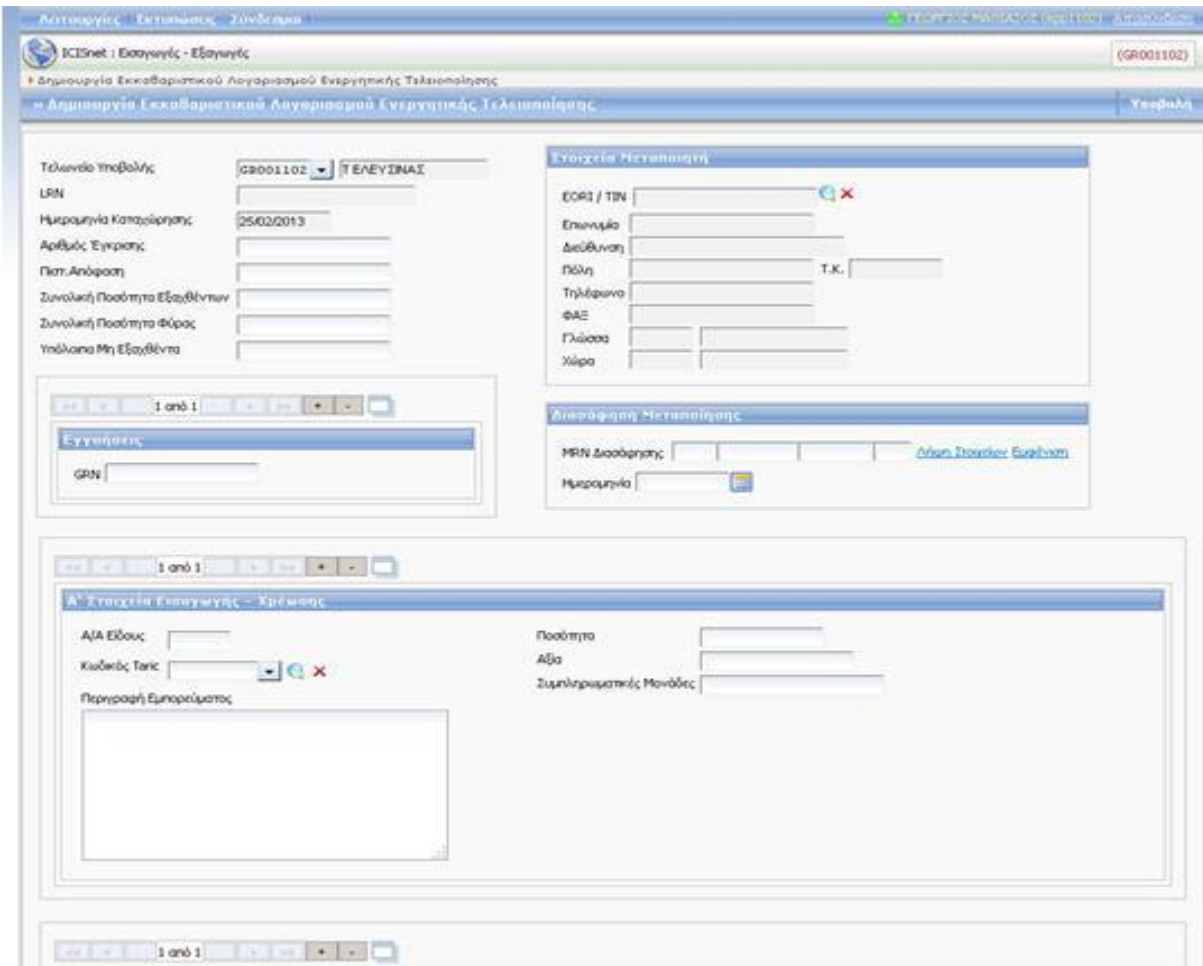 Λειτουργίες Εκτυπώσεις Σύνδεσμοι
Αποσύνδεση
ICISnet : Εισαγωγές - Εξαγωγές
(GR001102)
Δημιουργία Εκκαθαριστικού Λογαριασμού Ενεργητικής Τελειοποίησης
» Δημιουργία Εκκαθαριστικού Λογαριασμού Ενεργητικής Τελειοποίησης
Υποβολή
Τελωνείο Υποβολής GR001102 Τ ΕΛΕΥΣΙΝΑΣ
LRN
Ημερομηνία Καταχώρησης 25/02/2013
Αριθμός Έγκρισης
Πιστ.Απόφαση
Συνολική Ποσότητα Εξαχθέντων
Συνολική Ποσότητα Φύρας
Υπόλοιπα Μη Εξαχθέντα
Στοιχεία Μεταποιητή
EORI / TIN
Επωνυμία
Διεύθυνση
Πόλη Τ.Κ.
Τηλέφωνο
ΦΑΞ
Γλώσσα
Χώρα
1 από 1 + -
Εγγυήσεις
GRN
Διασάφηση Μεταποίησης
MRN Διασάφησης Λήψη Στοιχείων Εμφάνιση
Ημερομηνία
1 από 1 + -
Α' Στοιχεία Εισαγωγής - Χρέωσης
Α/Α Είδους
Κωδικός Taric
Περιγραφή Εμπορεύματος
Ποσότητα
Αξία
Συμπληρωματικές Μονάδες
1 από 1 + -